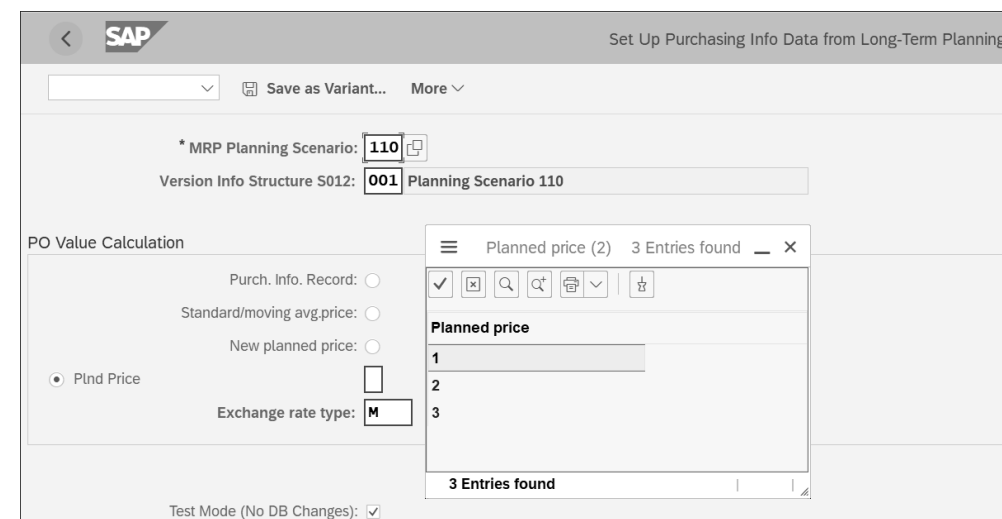 SAP
Set Up Purchasing Info Data from Long-Term Planning
Save as Variant... More
* MRP Planning Scenario: 110
Version Info Structure S012: 001 Planning Scenario 110
PO Value Calculation
Purch. Info. Record:
Standard/moving avg.price:
New planned price:
Plnd Price
Exchange rate type: M
Planned price (2) 3 Entries found
Planned price
1
2
3
3 Entries found
Test Mode (No DB Changes):